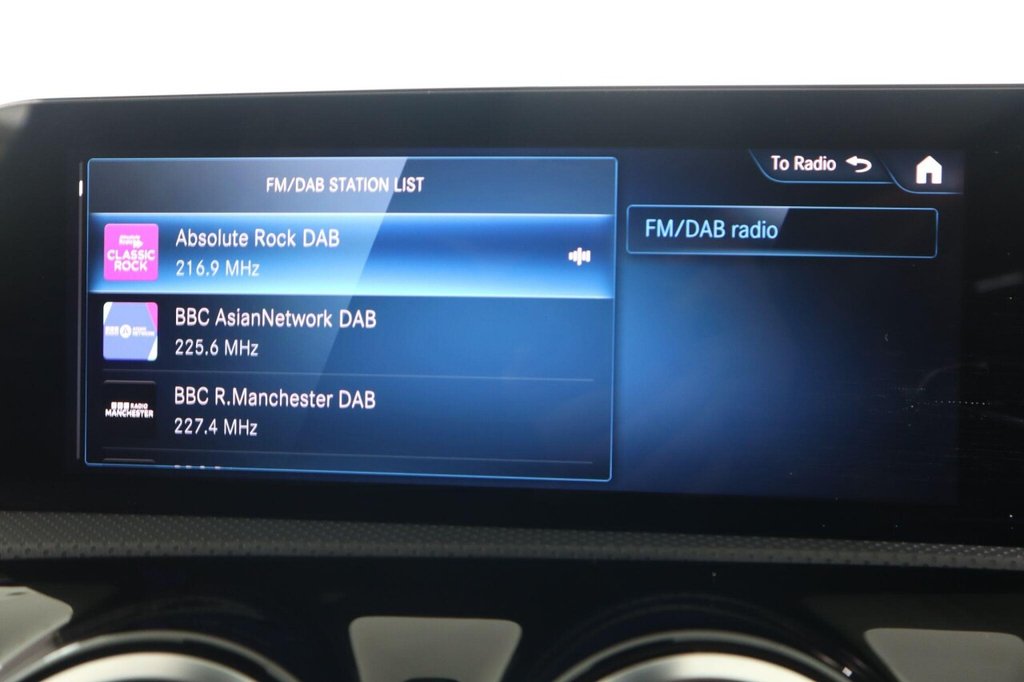 To Radio
FM/DAB STATION LIST
FM/DAB radio
CLASSIC
ROCK
Absolute Rock DAB
216.9 MHz
BBC AsianNetwork DAB
225.6 MHz
RADIO
MANCHESTER
BBC R.Manchester DAB
227.4 MHz